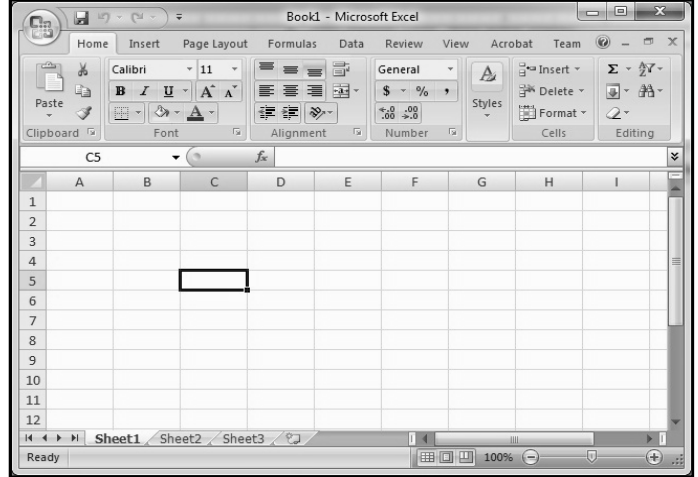 Book1 - Microsoft Excel
Home Insert Page Layout Formulas Data Review View Acrobat Team
Paste
Calibri 11
B I U A A
A
General
$ % ,
.0 .00
.00 .0
A
Styles
Insert
Delete
Format
Σ
Clipboard Font Alignment Number Cells Editing
C5 fx
A B C D E F G H I
1
2
3
4
5
6
7
8
9
10
11
12
Sheet1 Sheet2 Sheet3
Ready 100%